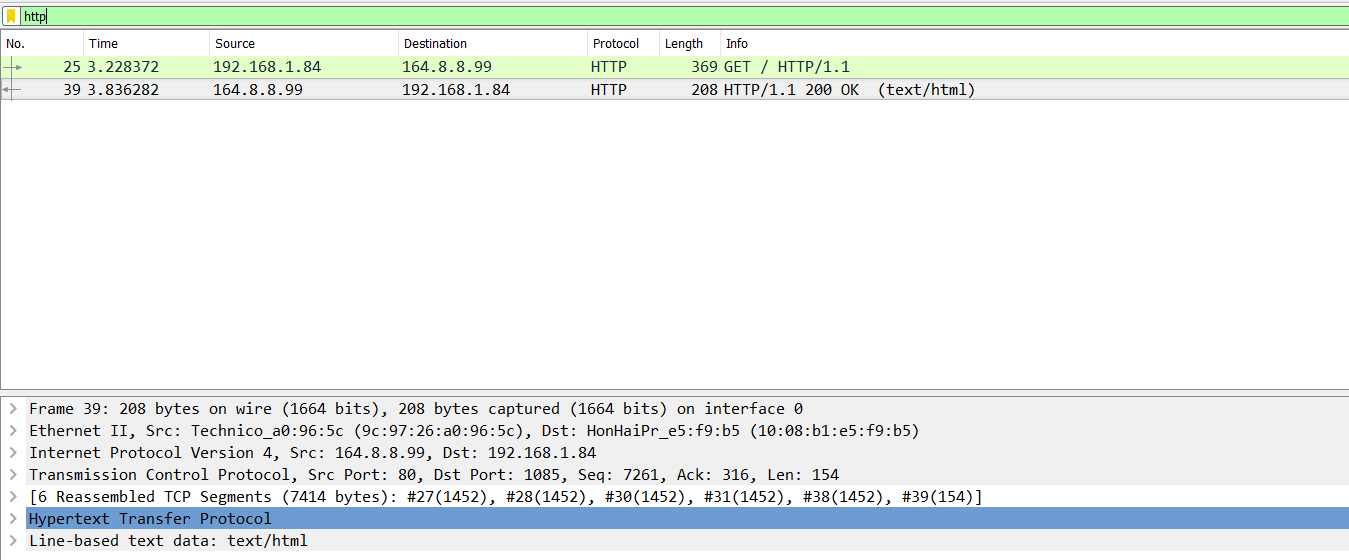 http
No. Time Source Destination Protocol Length Info
25 3.228372 192.168.1.84 164.8.8.99 HTTP 369 GET / HTTP/1.1
39 3.836282 164.8.8.99 192.168.1.84 HTTP 208 HTTP/1.1 200 OK (text/html)
Frame 39: 208 bytes on wire (1664 bits), 208 bytes captured (1664 bits) on interface 0
Ethernet II, Src: Technico_a0:96:5c (9c:97:26:a0:96:5c), Dst: HonHaiPr_e5:f9:b5 (10:08:b1:e5:f9:b5)
Internet Protocol Version 4, Src: 164.8.8.99, Dst: 192.168.1.84
Transmission Control Protocol, Src Port: 80, Dst Port: 1085, Seq: 7261, Ack: 316, Len: 154
[6 Reassembled TCP Segments (7414 bytes): #27(1452), #28(1452), #30(1452), #31(1452), #38(1452), #39(154)]
Hypertext Transfer Protocol
Line-based text data: text/html